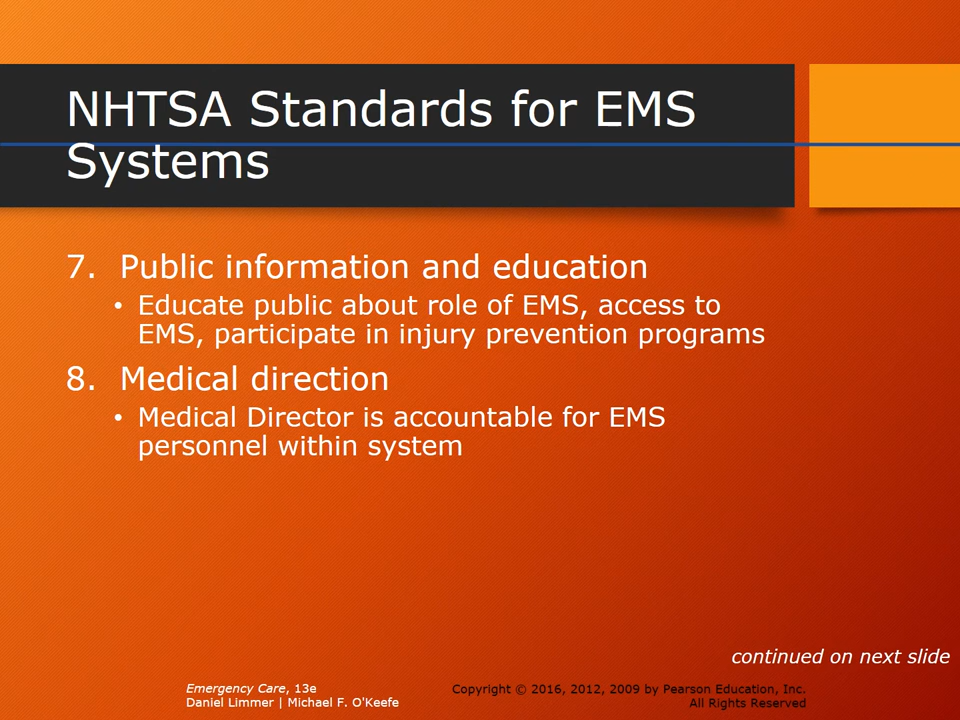 NHTSA Standards for EMS
Systems
7. Public information and education
• Educate public about role of EMS, access to
EMS, participate in injury prevention programs
8. Medical direction
• Medical Director is accountable for EMS
personnel within system
continued on next slide
Emergency Care, 13e
Daniel Limmer | Michael F. O'Keefe
Copyright © 2016, 2012, 2009 by Pearson Education, Inc.
All Rights Reserved